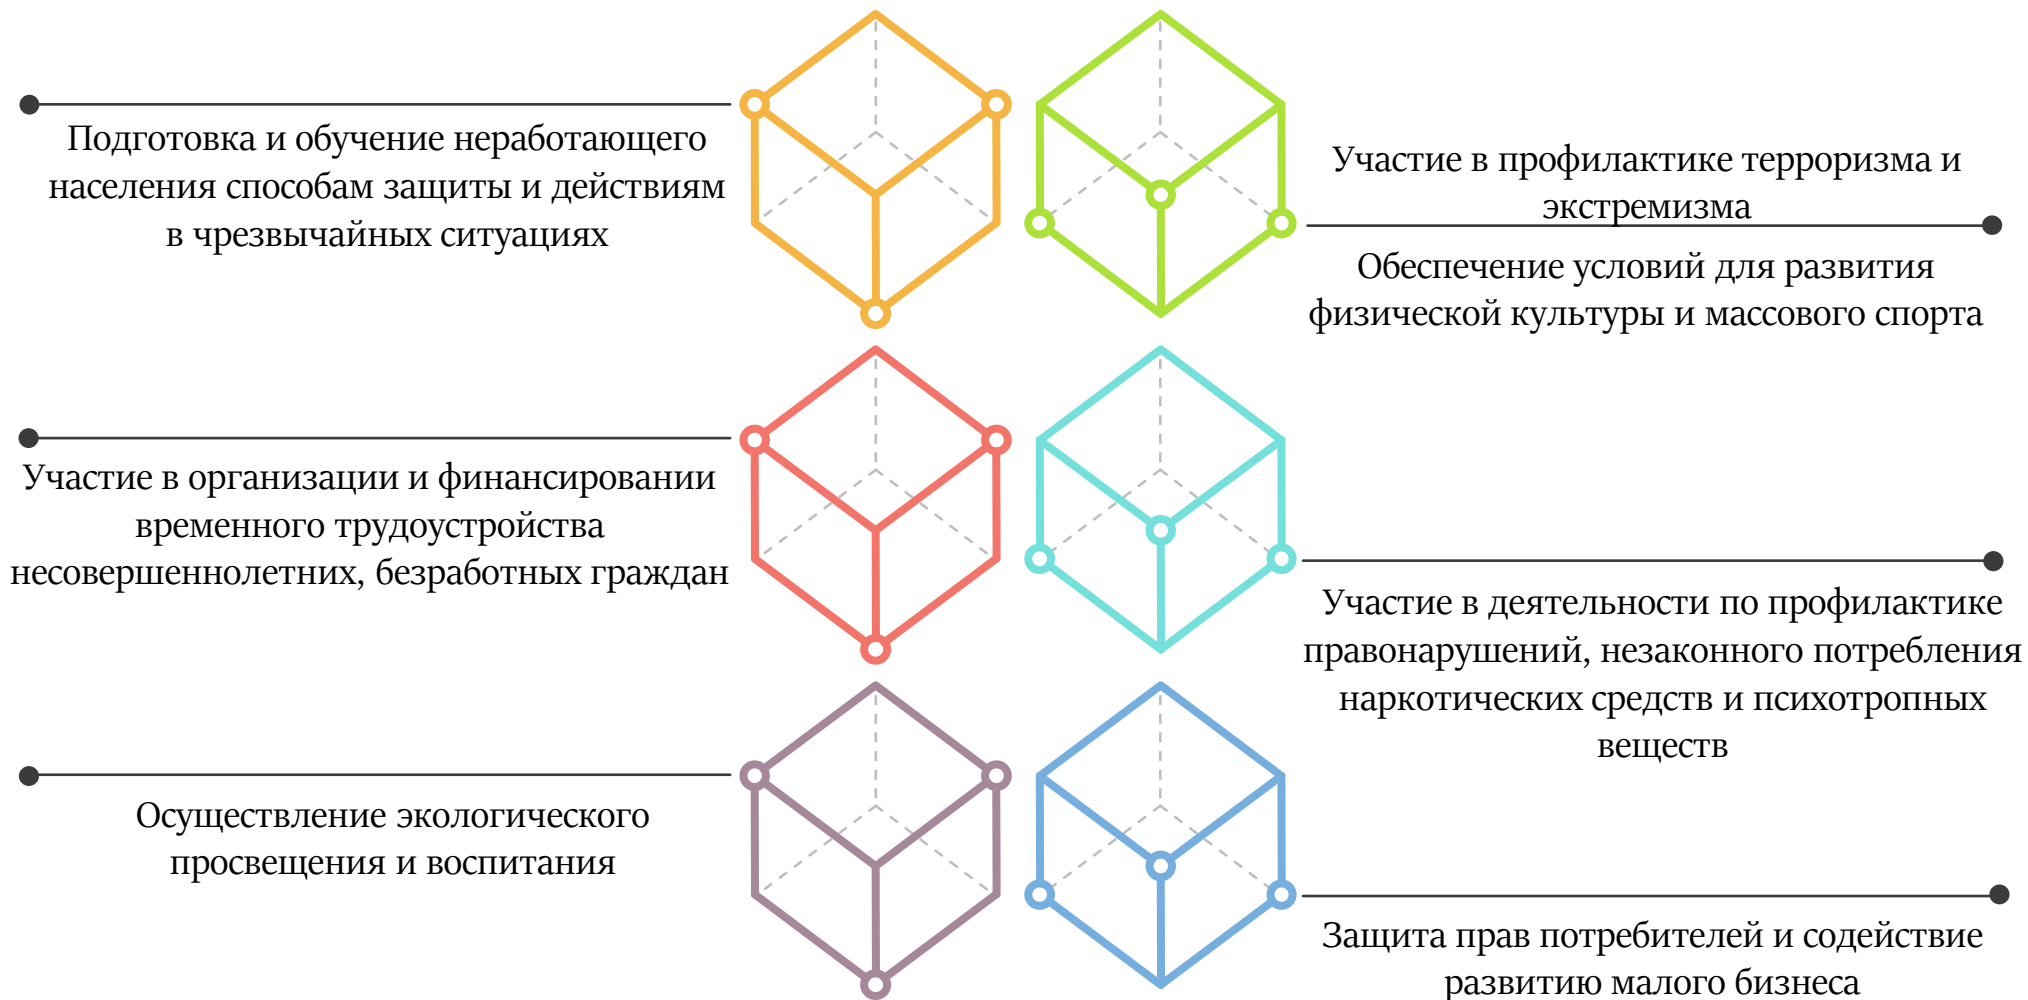 Подготовка и обучение неработающего
населения способам защиты и действиям
в чрезвычайных ситуациях
Участие в организации и финансировании
временного трудоустройства
несовершеннолетних, безработных граждан
Осуществление экологического
просвещения и воспитания
Участие в профилактике терроризма и
экстремизма
Обеспечение условий для развития
физической культуры и массового спорта
Участие в деятельности по профилактике
правонарушений, незаконного потребления
наркотических средств и психотропных
веществ
Защита прав потребителей и содействие
развитию малого бизнеса